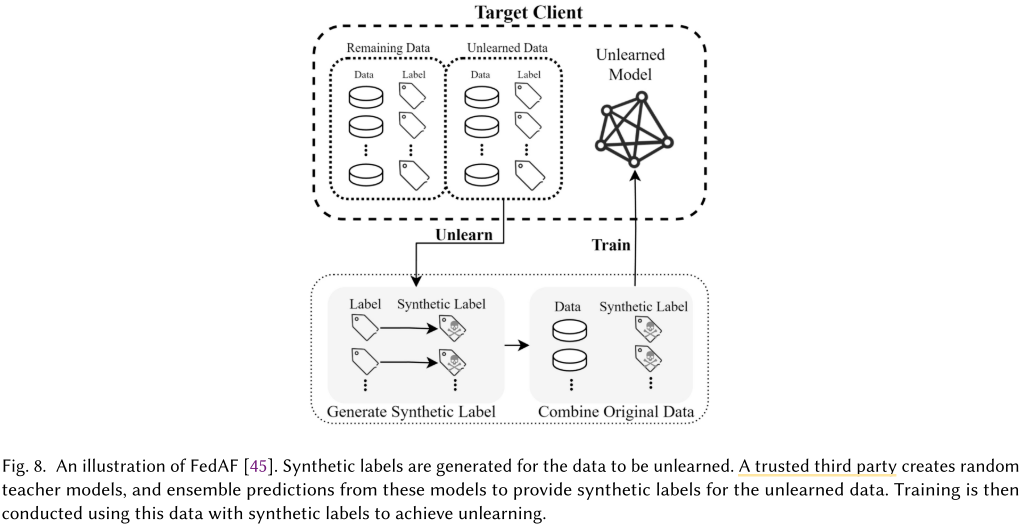 Target Client
Remaining Data
Unlearned Data
Unlearned
Model
Data Label
Data Label
Unlearn
Train
Label Synthetic Label
Data Synthetic Label
Generate Synthetic Label
Combine Original Data
Fig. 8. An illustration of FedAF [45]. Synthetic labels are generated for the data to be unlearned. A trusted third party creates random
teacher models, and ensemble predictions from these models to provide synthetic labels for the unlearned data. Training is then
conducted using this data with synthetic labels to achieve unlearning.